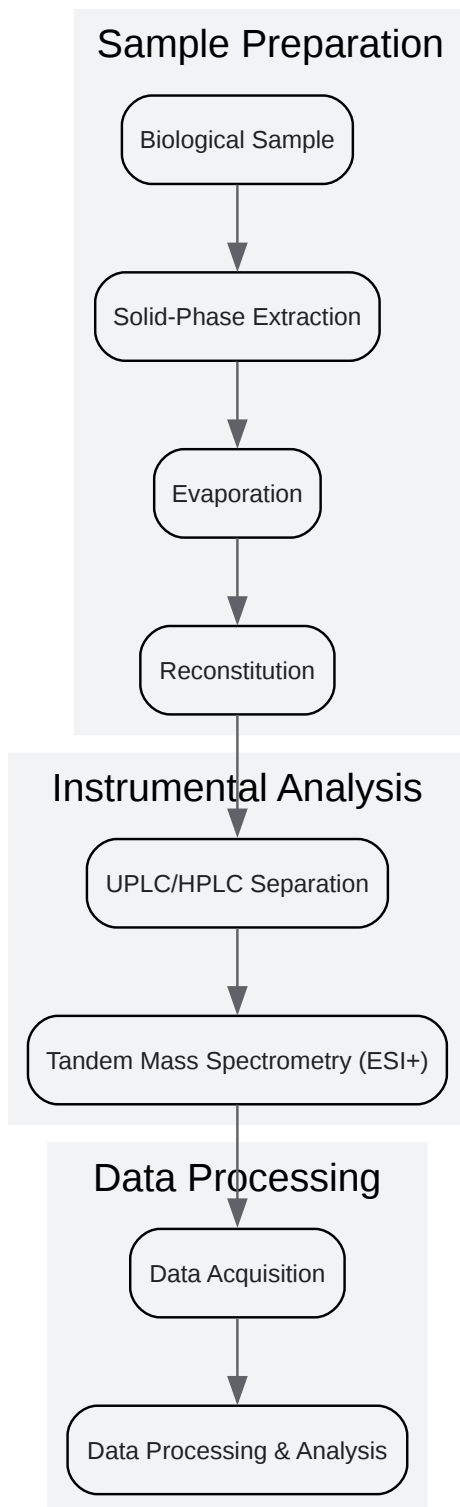 Sample Preparation
Biological Sample
Solid-Phase Extraction
Evaporation
Reconstitution
Instrumental Analysis
UPLC/HPLC Separation
Tandem Mass Spectrometry (ESI+)
Data Processing
Data Acquisition
Data Processing & Analysis